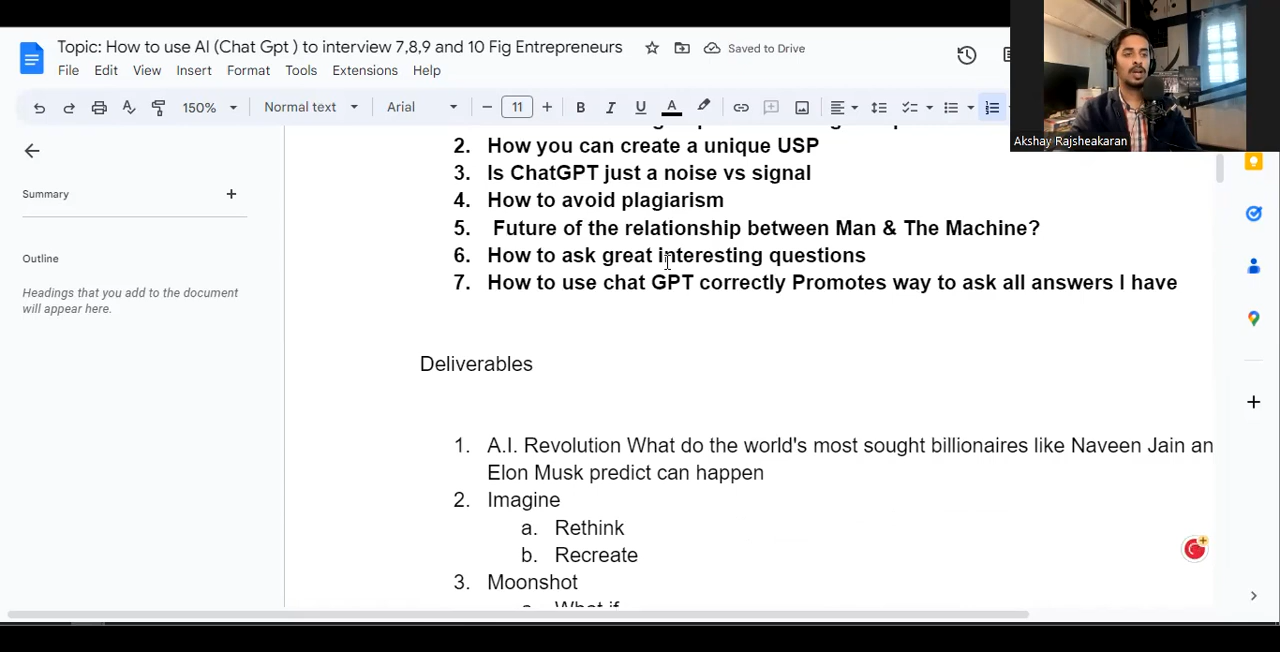 Topic: How to use AI (Chat Gpt ) to interview 7,8,9 and 10 Fig Entrepreneurs
Saved to Drive
File Edit View Insert Format Tools Extensions Help
150% Normal text Arial 11 B I U A
Akshay Rajsheakaran
Summary
Outline
Headings that you add to the document
will appear here.
2. How you can create a unique USP
3. Is ChatGPT just a noise vs signal
4. How to avoid plagiarism
5. Future of the relationship between Man & The Machine?
6. How to ask great interesting questions
7. How to use chat GPT correctly Promotes way to ask all answers I have
Deliverables
1. A.I. Revolution What do the world's most sought billionaires like Naveen Jain an
Elon Musk predict can happen
2. Imagine
a. Rethink
b. Recreate
3. Moonshot
a. What if